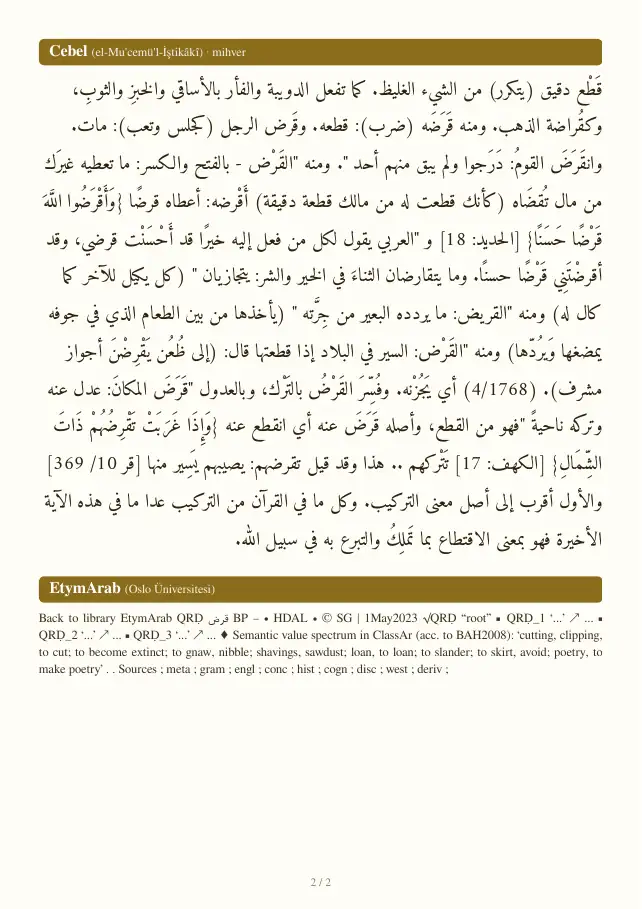 Cebel (el-Mu'cemü'l-İştikâkî) · mihver
قَطْع دقيق (يتكرر) من الشيء الغليظ. كما تفعل الدويبة والفأر بالأساقي والخبزِ والثوبِ،
وكقُراضة الذهب. ومنه قَرَضَه (ضرب): قطعه. وقَرض الرجل (كجلس وتعب): مات.
وانقَرَضَ القومُ: دَرَجوا ولم يبق منهم أحد ". ومنه "القَرْض - بالفتح والكسر: ما تعطيه غيرَك
من مال تُقضَاه (كأنك قطعت له من مالك قطعة دقيقة) أقْرضه: أعطاه قرضًا {وَأَقْرَضُوا اللَّهَ
قَرْضًا حَسَنًا} [الحديد: 18] و "العربي يقول لكل من فعل إليه خيرًا قد أَحْسَنْت قرضي، وقد
أقرضْتَنِي قَرْضًا حسنًا. وما يتقارضان الثناءَ في الخير والشر: يتجازيان " (كل يكيل للآخر كما
كال له) ومنه "القريض: ما يردده البعير من جِرَّته " (يأخذها من بين الطعام الذي في جوفه
يمضغها وَيُردّها) ومنه "القَرْض: السير في البلاد إذا قطعتها قال: (إلى ظُعُن يَقْرِضْنَ أجواز
مشرف). (4/1768) أي يَجُزْنه. وفُسِّرَ القَرْضُ بالتَرْك، وبالعدول "قَرَضَ المكانَ: عدل عنه
وتركه ناحيةً "فهو من القطع، وأصله قَرَضَ عنه أي انقطع عنه {وَإِذَا غَرَبَتْ تَقْرِضُهُمْ ذَاتَ
الشِّمَالِ} [الكهف: 17] تَتْركهم .. هذا وقد قيل تقرضهم: يصيبهم يَسِير منها [قر 10/ 369]
والأول أقرب إلى أصل معنى التركيب. وكل ما في القرآن من التركيب عدا ما في هذه الآية
الأخيرة فهو بمعنى الاقتطاع بما تَملِكُ والتبرع به في سبيل الله.
EtymArab (Oslo Üniversitesi)
Back to library EtymArab QRḌ قرض BP – • HDAL • © SG | 1May2023 √QRḌ “root” ▪ QRḌ_1 ‘...’ ↗ ... ▪
QRḌ_2 ‘...’ ↗ ... ▪ QRḌ_3 ‘...’ ↗ ... ♦ Semantic value spectrum in ClassAr (acc. to BAH2008): ‘cutting, clipping,
to cut; to become extinct; to gnaw, nibble; shavings, sawdust; loan, to loan; to slander; to skirt, avoid; poetry, to
make poetry’ . . Sources ; meta ; gram ; engl ; conc ; hist ; cogn ; disc ; west ; deriv ;
2 / 2